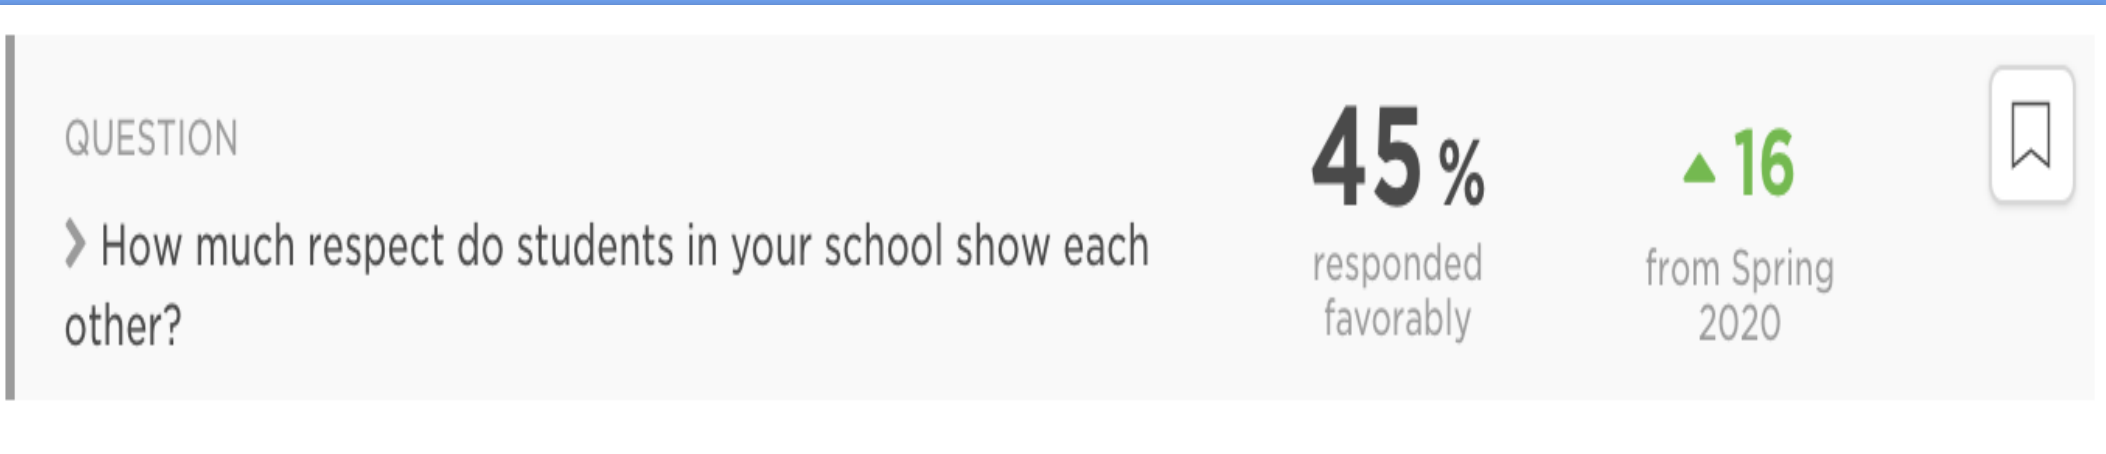 QUESTION
How much respect do students in your school show each
other?
45 %
responded
favorably
▲ 16
from Spring
2020